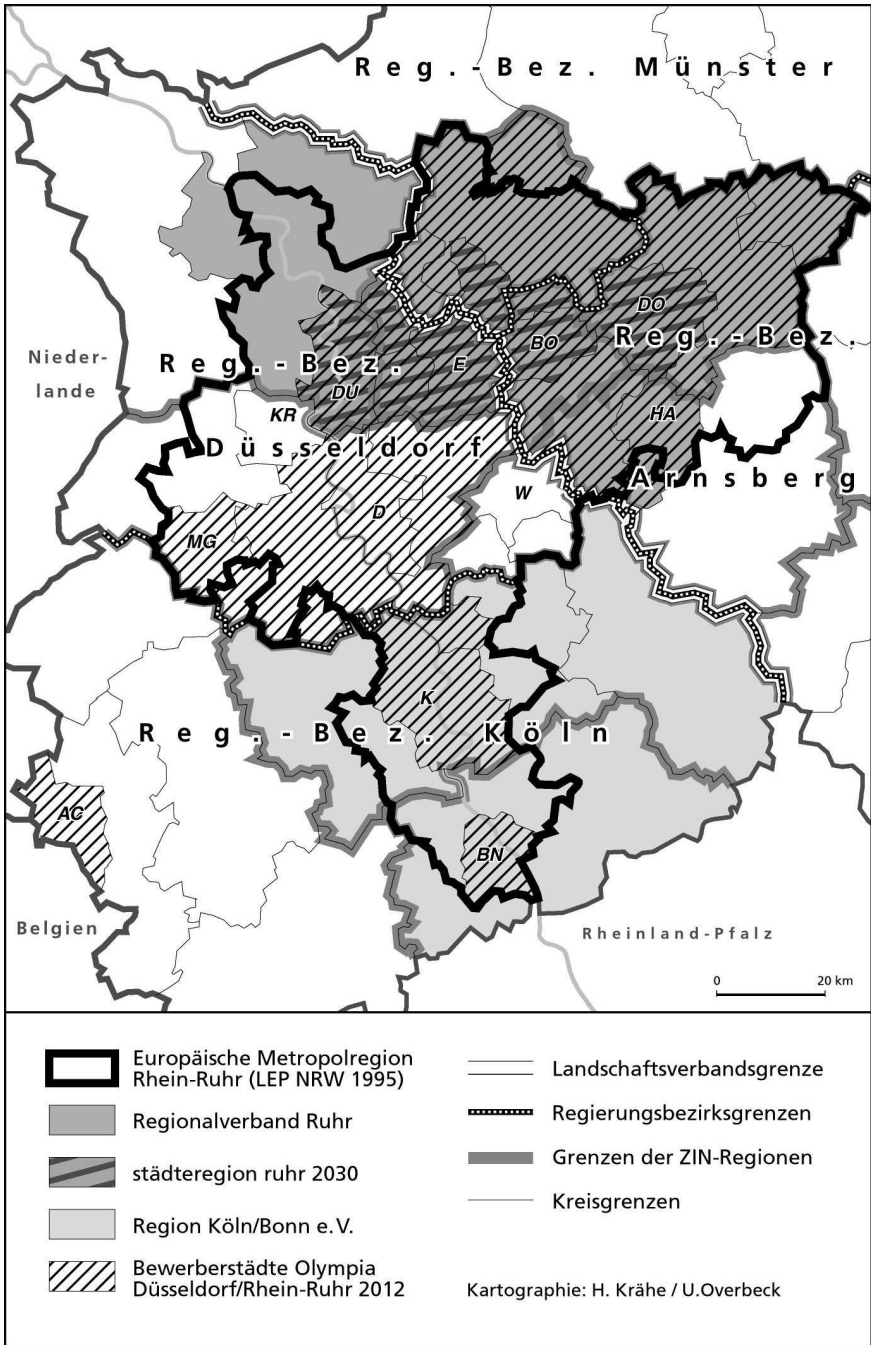 Reg.-Bez. Münster
Nieder-
lande
Reg.-Bez.
Düsseldorf
Reg.-Bez.
Arnsberg
DO
BO
E
DU
KR
HA
W
D
MG
K
Reg.-Bez. Köln
AC
BN
Belgien
Rheinland-Pfalz
0 20 km
Europäische Metropolregion
Rhein-Ruhr (LEP NRW 1995)
Regionalverband Ruhr
städteregion ruhr 2030
Region Köln/Bonn e.V.
Bewerberstädte Olympia
Düsseldorf/Rhein-Ruhr 2012
Landschaftsverbandsgrenze
Regierungsbezirksgrenzen
Grenzen der ZIN-Regionen
Kreisgrenzen
Kartographie: H. Krähe / U.Overbeck